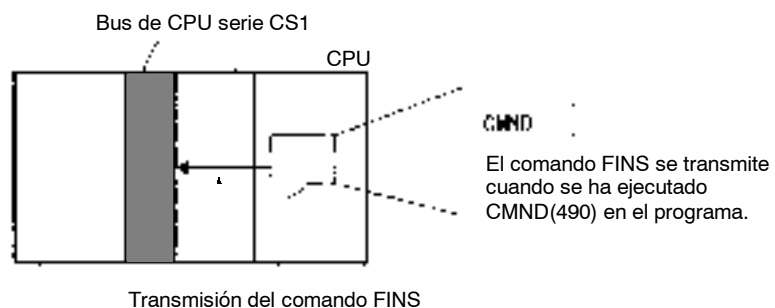 Bus de CPU serie CS1
CPU
CMND
El comando FINS se transmite
cuando se ha ejecutado
CMND(490) en el programa.
Transmisión del comando FINS